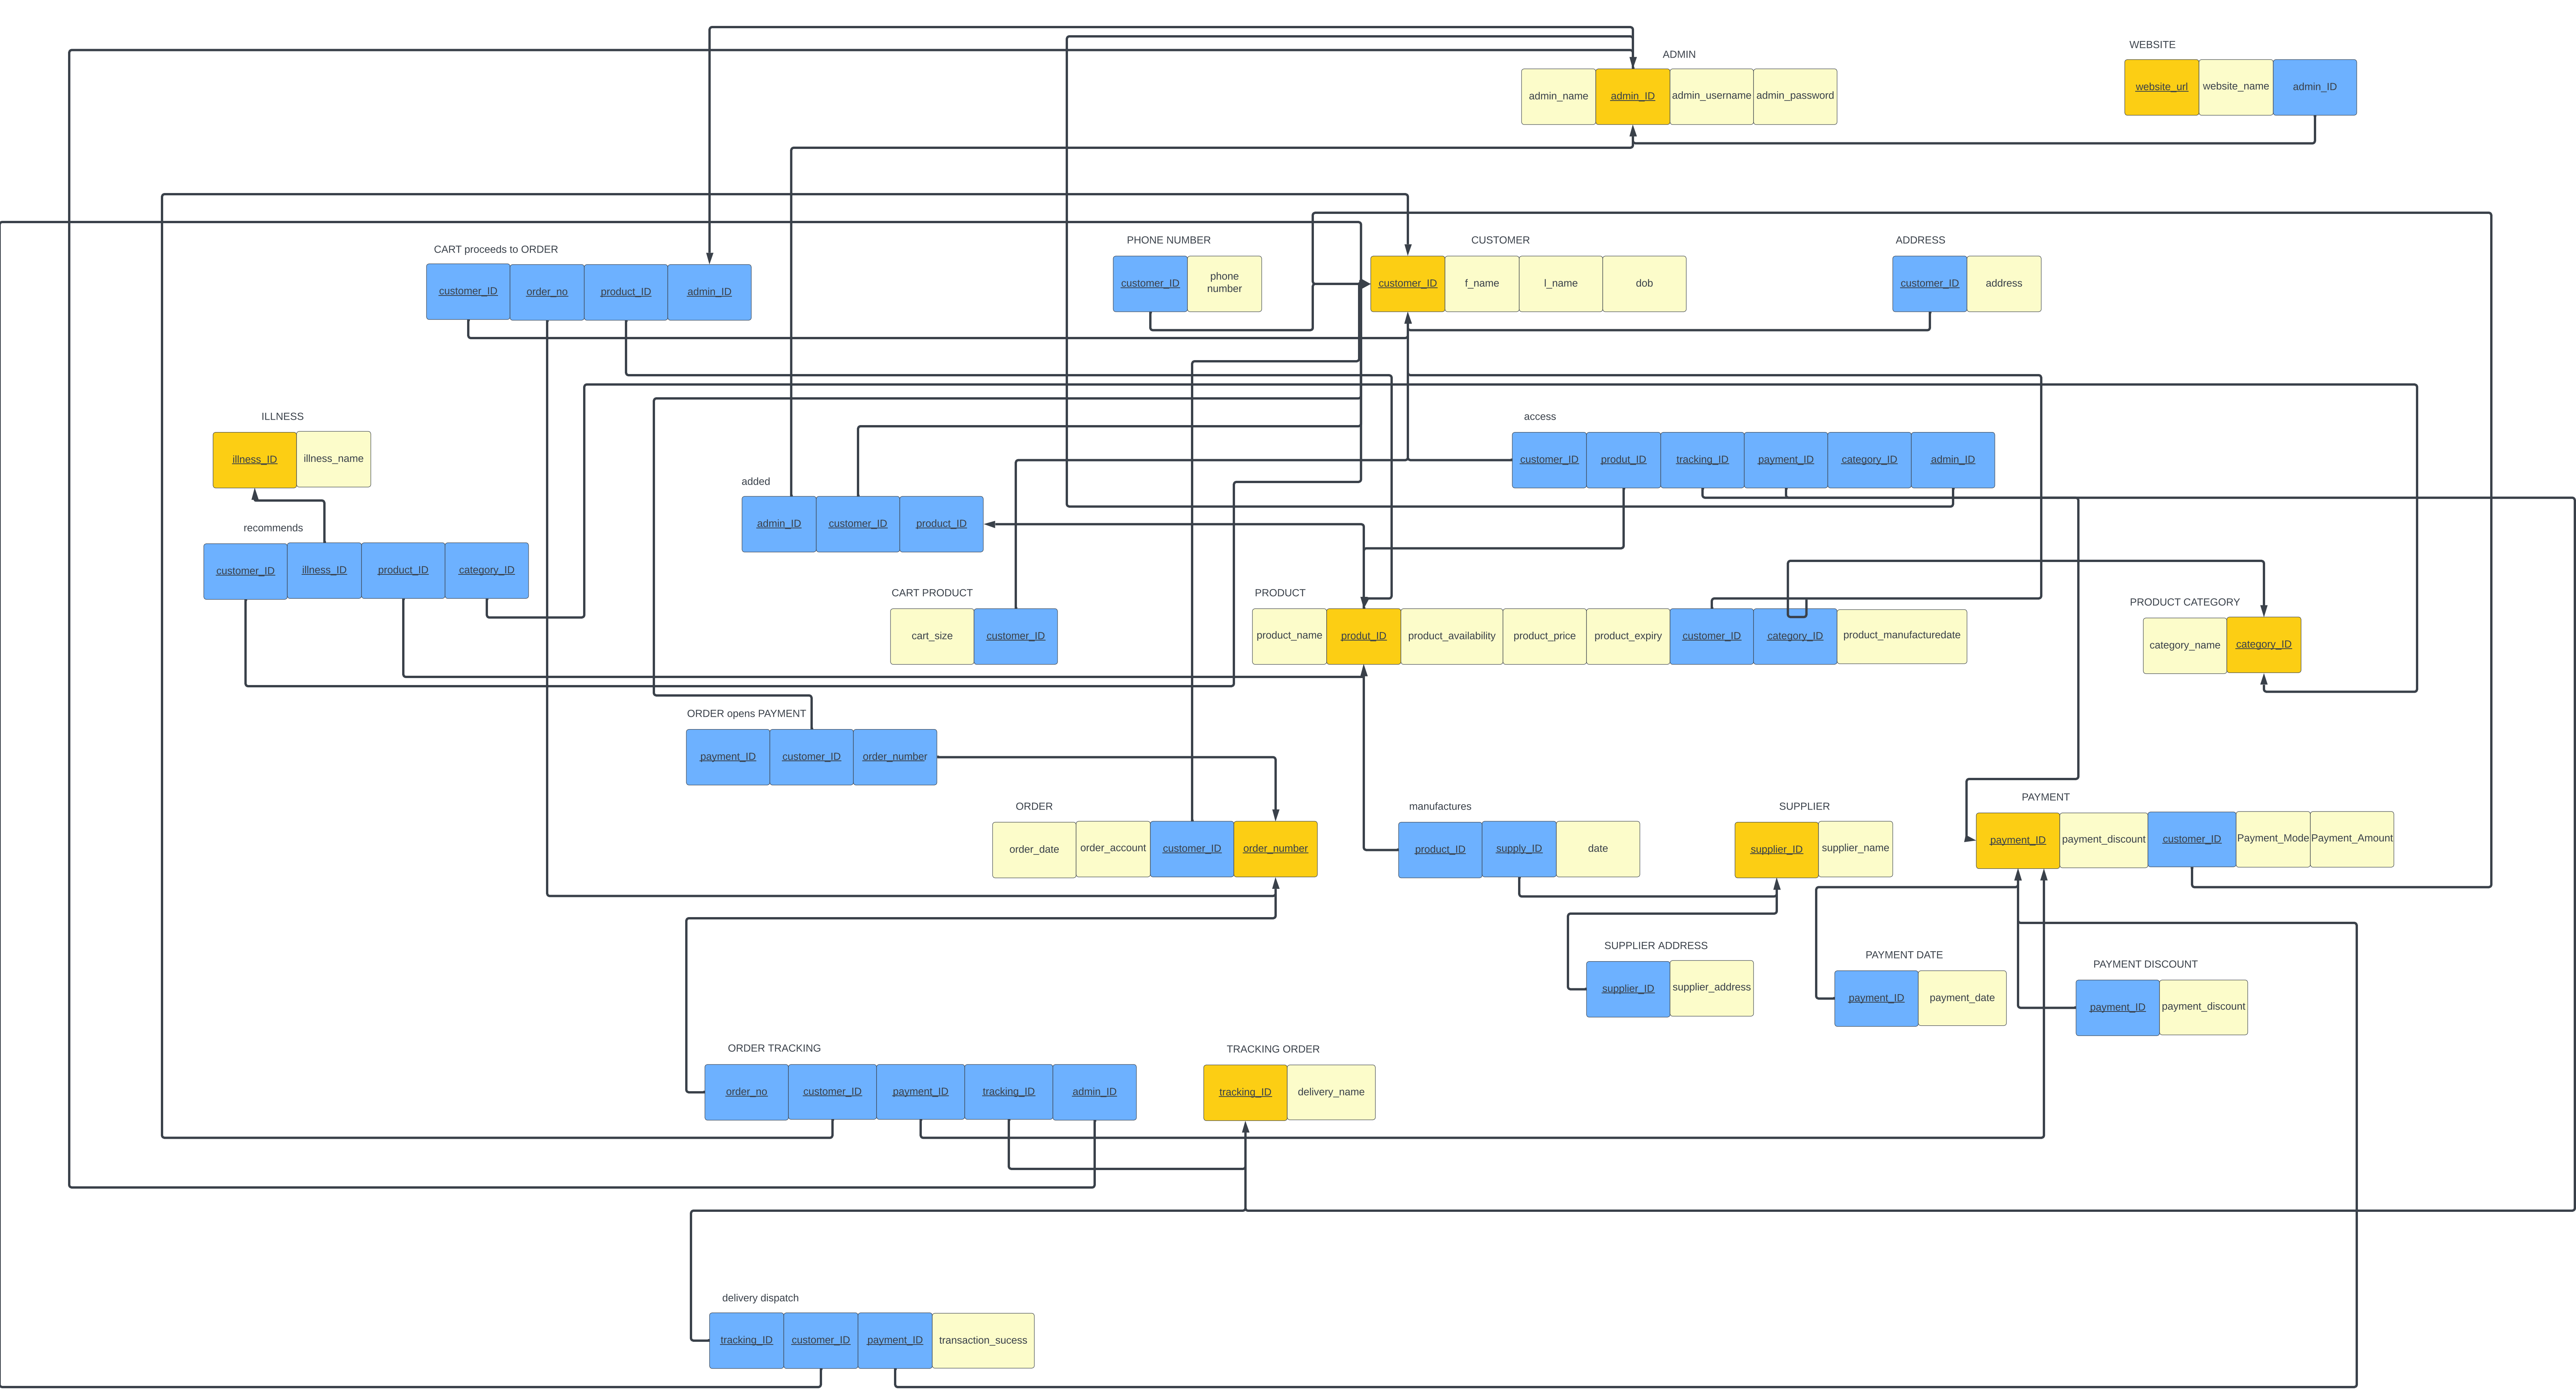 ADMIN
admin_name
admin_ID
admin_username
admin_password
WEBSITE
website_url
website_name
admin_ID
CART proceeds to ORDER
customer_ID
order_no
product_ID
admin_ID
PHONE NUMBER
customer_ID
phone
number
CUSTOMER
customer_ID
f_name
l_name
dob
ADDRESS
customer_ID
address
ILLNESS
illness_ID
illness_name
access
customer_ID
produt_ID
tracking_ID
payment_ID
category_ID
admin_ID
added
admin_ID
customer_ID
product_ID
recommends
customer_ID
illness_ID
product_ID
category_ID
CART PRODUCT
cart_size
customer_ID
PRODUCT
product_name
produt_ID
product_availability
product_price
product_expiry
customer_ID
category_ID
product_manufacturedate
PRODUCT CATEGORY
category_name
category_ID
ORDER opens PAYMENT
payment_ID
customer_ID
order_number
ORDER
order_date
order_account
customer_ID
order_number
manufactures
product_ID
supply_ID
date
SUPPLIER
supplier_ID
supplier_name
PAYMENT
payment_ID
payment_discount
customer_ID
Payment_Mode
Payment_Amount
SUPPLIER ADDRESS
supplier_ID
supplier_address
PAYMENT DATE
payment_ID
payment_date
PAYMENT DISCOUNT
payment_ID
payment_discount
ORDER TRACKING
order_no
customer_ID
payment_ID
tracking_ID
admin_ID
TRACKING ORDER
tracking_ID
delivery_name
delivery dispatch
tracking_ID
customer_ID
payment_ID
transaction_sucess